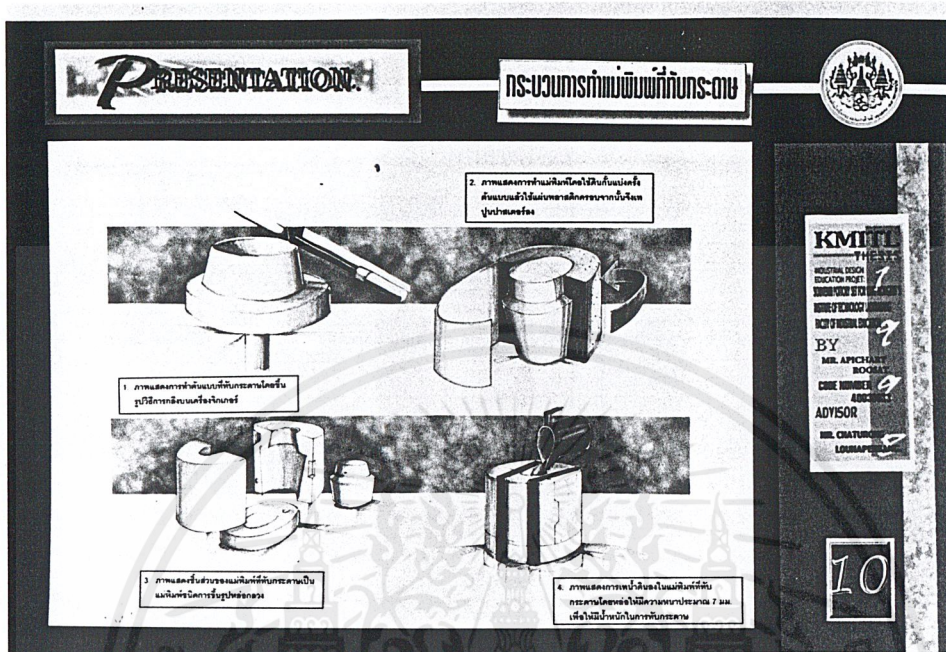 PRESENTATION.
กระบวนการทำแม่พิมพ์ที่ทับกระดาษ
2. ภาพแสดงการทำแม่พิมพ์โดยใช้ดินกั้นแบ่งครึ่ง
ต้นแบบแล้วใช้แผ่นพลาสติกครอบจากนั้นจึงเท
ปูนปาสเตอร์ลง
1 ภาพแสดงการทำต้นแบบที่ทับกระดาษโดยขึ้น
รูปวิธีการกลึงบนเครื่องจิกเกอร์
3 ภาพแสดงชิ้นส่วนของแม่พิมพ์ที่ทับกระดาษเป็น
แม่พิมพ์ชนิดการขึ้นรูปหล่อกลวง
4. ภาพแสดงการเทน้ำดินลงในแม่พิมพ์ที่ทับ
กระดาษโดยหล่อให้มีความหนาประมาณ 7 มม.
เพื่อให้มีน้ำหนักในการทับกระดาษ
KMITL
THESIS
INDUSTRIAL DESIGN
EDUCATION PROJET:
BY
MR. APICHART
ROOSAT
CODE NUMBER
ADVISOR
MR. CHATURONG
1
9
9
10